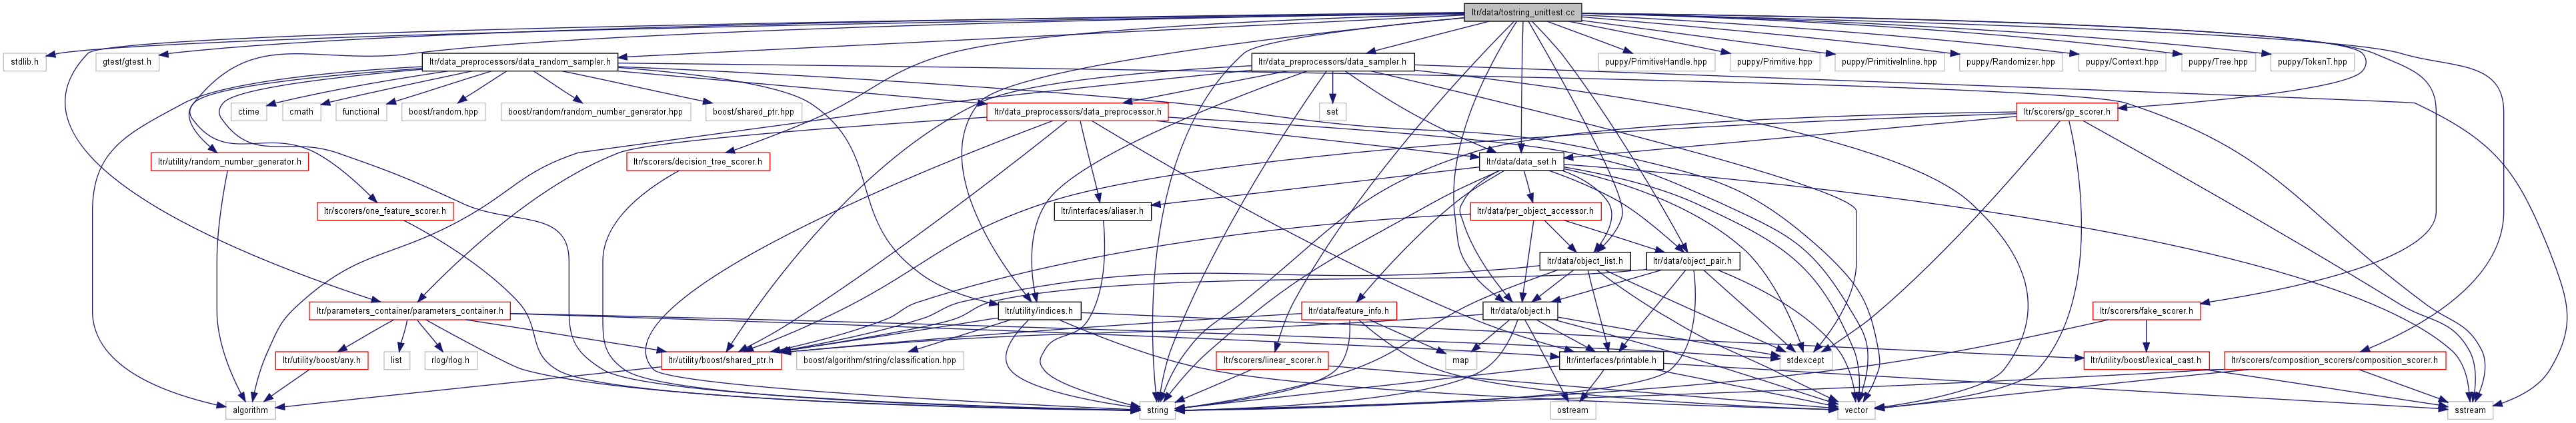 ltr/data/tostring_unittest.cc
stdlib.h
gtest/gtest.h
ltr/data_preprocessors/data_random_sampler.h
ltr/data_preprocessors/data_sampler.h
puppy/PrimitiveHandle.hpp
puppy/Primitive.hpp
puppy/PrimitiveInline.hpp
puppy/Randomizer.hpp
puppy/Context.hpp
puppy/Tree.hpp
puppy/TokenT.hpp
ctime
cmath
functional
boost/random.hpp
boost/random/random_number_generator.hpp
boost/shared_ptr.hpp
ltr/data_preprocessors/data_preprocessor.h
set
ltr/scorers/gp_scorer.h
ltr/utility/random_number_generator.h
ltr/scorers/decision_tree_scorer.h
ltr/data/data_set.h
ltr/scorers/one_feature_scorer.h
ltr/interfaces/aliaser.h
ltr/data/per_object_accessor.h
ltr/data/object_list.h
ltr/data/object_pair.h
ltr/parameters_container/parameters_container.h
ltr/utility/indices.h
ltr/data/feature_info.h
ltr/data/object.h
ltr/scorers/fake_scorer.h
ltr/utility/boost/any.h
list
rlog/rlog.h
ltr/utility/boost/shared_ptr.h
boost/algorithm/string/classification.hpp
ltr/scorers/linear_scorer.h
map
ltr/interfaces/printable.h
stdexcept
ltr/utility/boost/lexical_cast.h
ltr/scorers/composition_scorers/composition_scorer.h
algorithm
string
ostream
vector
sstream